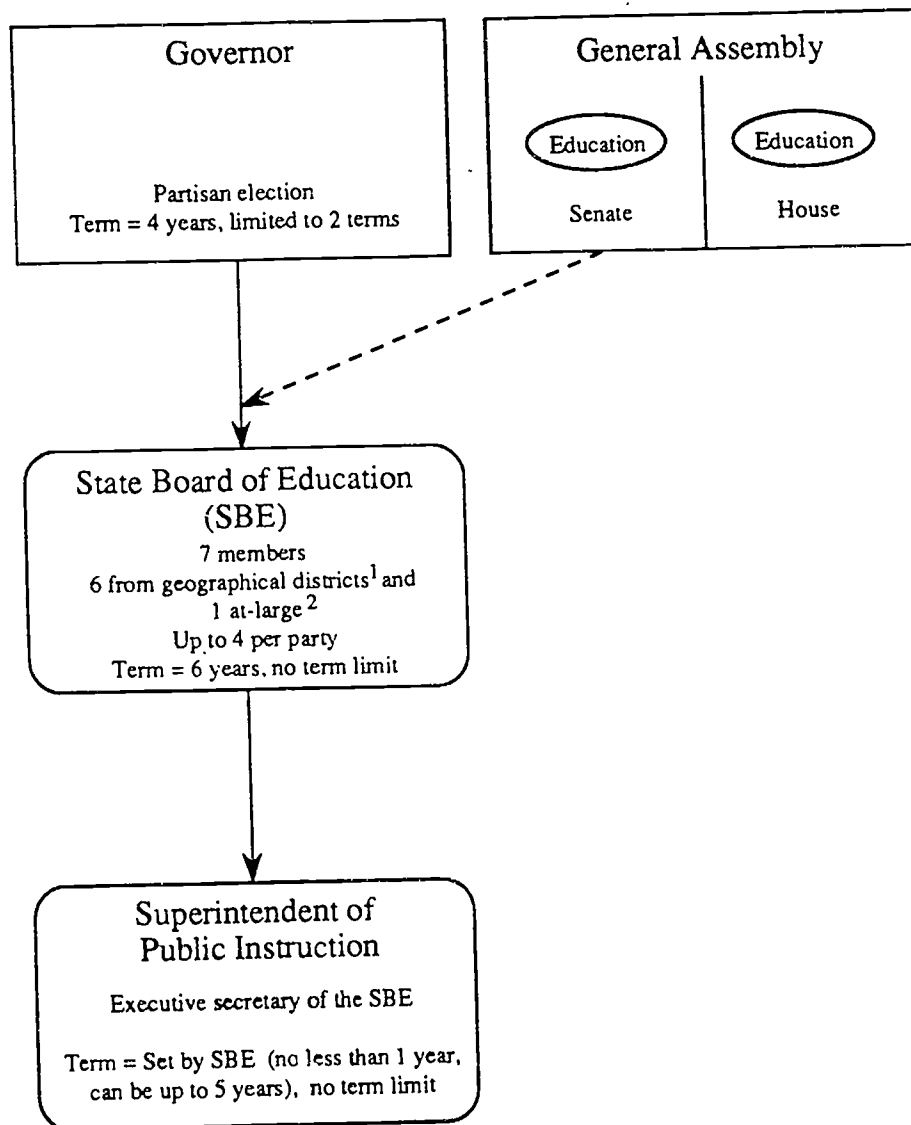 Governor
Partisan election
Term = 4 years, limited to 2 terms
General Assembly
Education
Senate
Education
House
State Board of Education
(SBE)
7 members
6 from geographical districts1 and
1 at-large2
Up to 4 per party
Term = 6 years, no term limit
Superintendent of
Public Instruction
Executive secretary of the SBE
Term = Set by SBE (no less than 1 year,
can be up to 5 years), no term limit